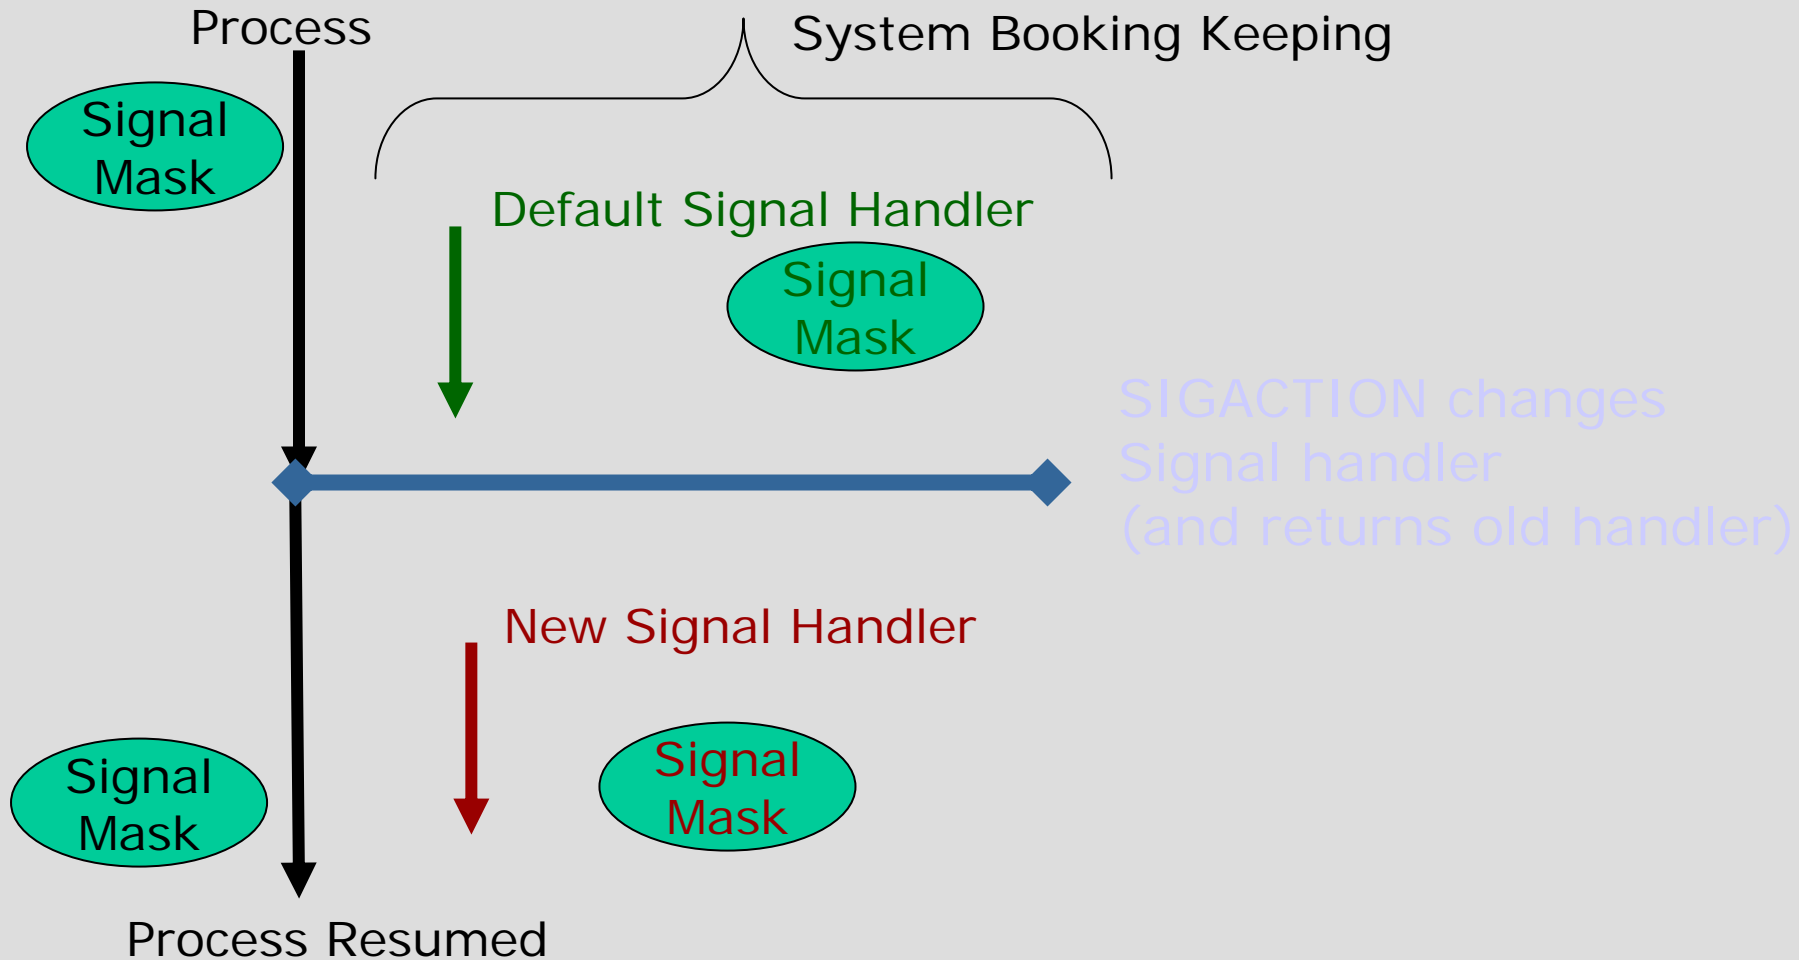 Process
System Booking Keeping
Signal
Mask
Default Signal Handler
Signal
Mask
SIGACTION changes
Signal handler
(and returns old handler)
New Signal Handler
Signal
Mask
Signal
Mask
Process Resumed